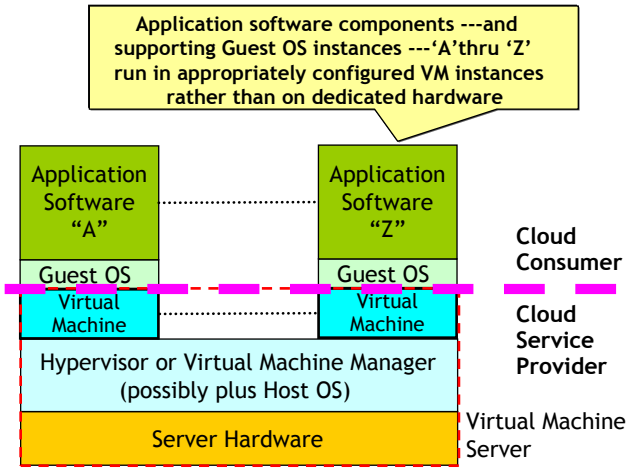 Application software components ---and
supporting Guest OS instances ---‘A’thru ‘Z’
run in appropriately configured VM instances
rather than on dedicated hardware
Application
Software
“A”
Application
Software
“Z”
Guest OS
Guest OS
Cloud
Consumer
Virtual
Machine
Virtual
Machine
Cloud
Service
Provider
Hypervisor or Virtual Machine Manager
(possibly plus Host OS)
Server Hardware
Virtual Machine
Server